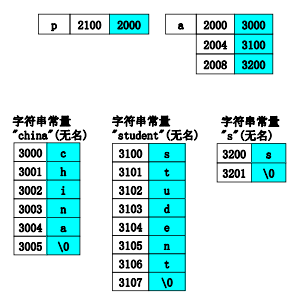 p 2100 2000
a 2000 3000
2004 3100
2008 3200
字符串常量
"china"(无名)
3000 c
3001 h
3002 i
3003 n
3004 a
3005 \0
字符串常量
"student"(无名)
3100 s
3101 t
3102 u
3103 d
3104 e
3105 n
3106 t
3107 \0
字符串常量
"s"(无名)
3200 s
3201 \0